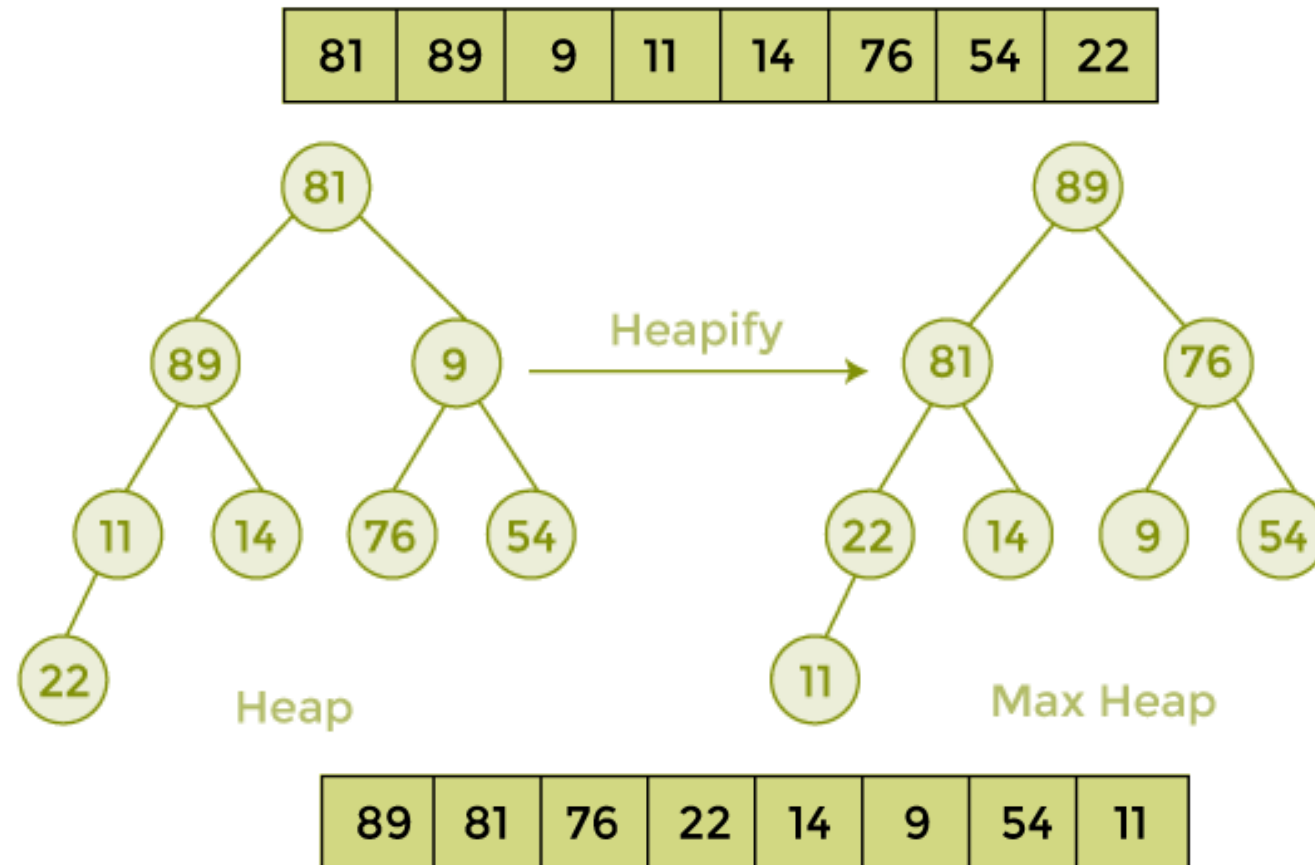 81 89 9 11 14 76 54 22
81 89
Heapify
89 9 81 76
11 14 76 54 22 14 9 54
22 11
Heap Max Heap
89 81 76 22 14 9 54 11